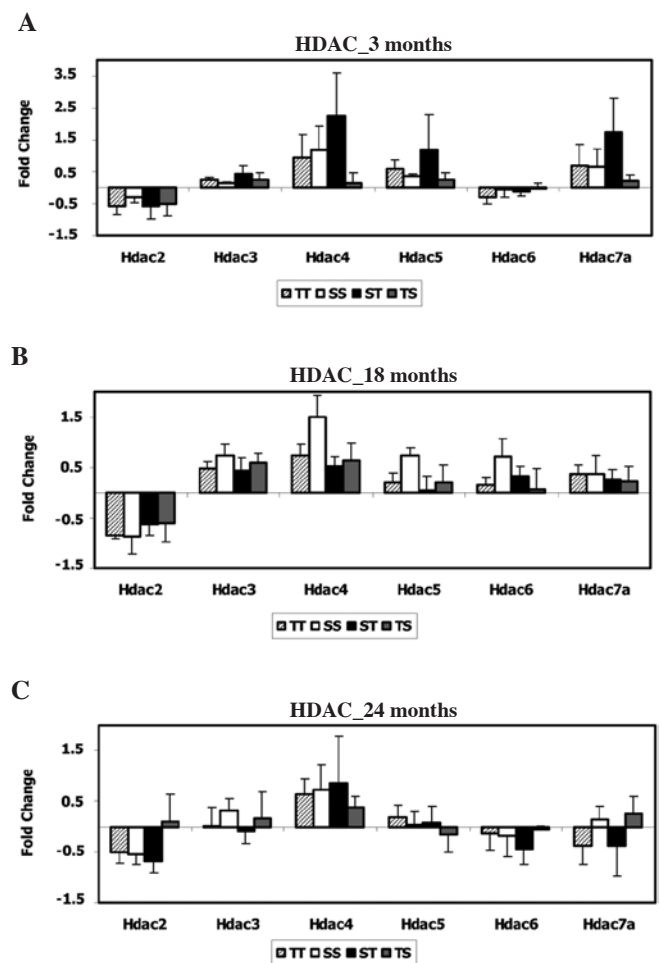 A
HDAC_3 months
Fold Change
3.5
2.5
1.5
0.5
-0.5
-1.5
Hdac2 Hdac3 Hdac4 Hdac5 Hdac6 Hdac7a
TT SS ST TS
B
HDAC_18 months
Fold Change
1.5
0.5
-0.5
-1.5
Hdac2 Hdac3 Hdac4 Hdac5 Hdac6 Hdac7a
TT SS ST TS
C
HDAC_24 months
Fold Change
1.5
0.5
-0.5
-1.5
Hdac2 Hdac3 Hdac4 Hdac5 Hdac6 Hdac7a
TT SS ST TS